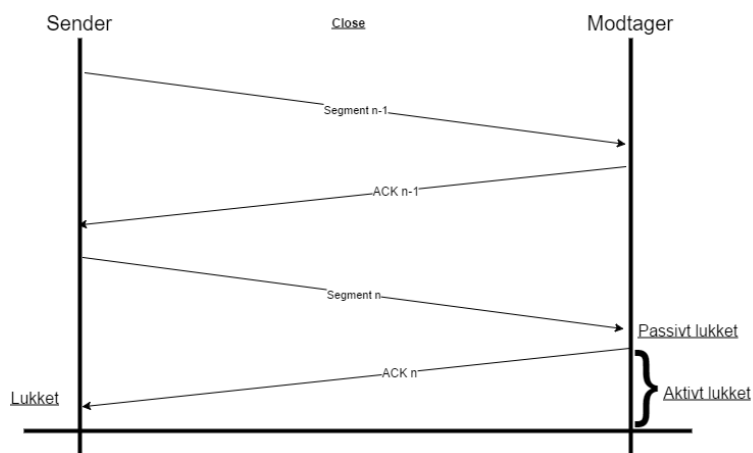 Sender
Close
Modtager
Segment n-1
ACK n-1
Segment n
Passivt lukket
ACK n
Aktivt lukket
Lukket